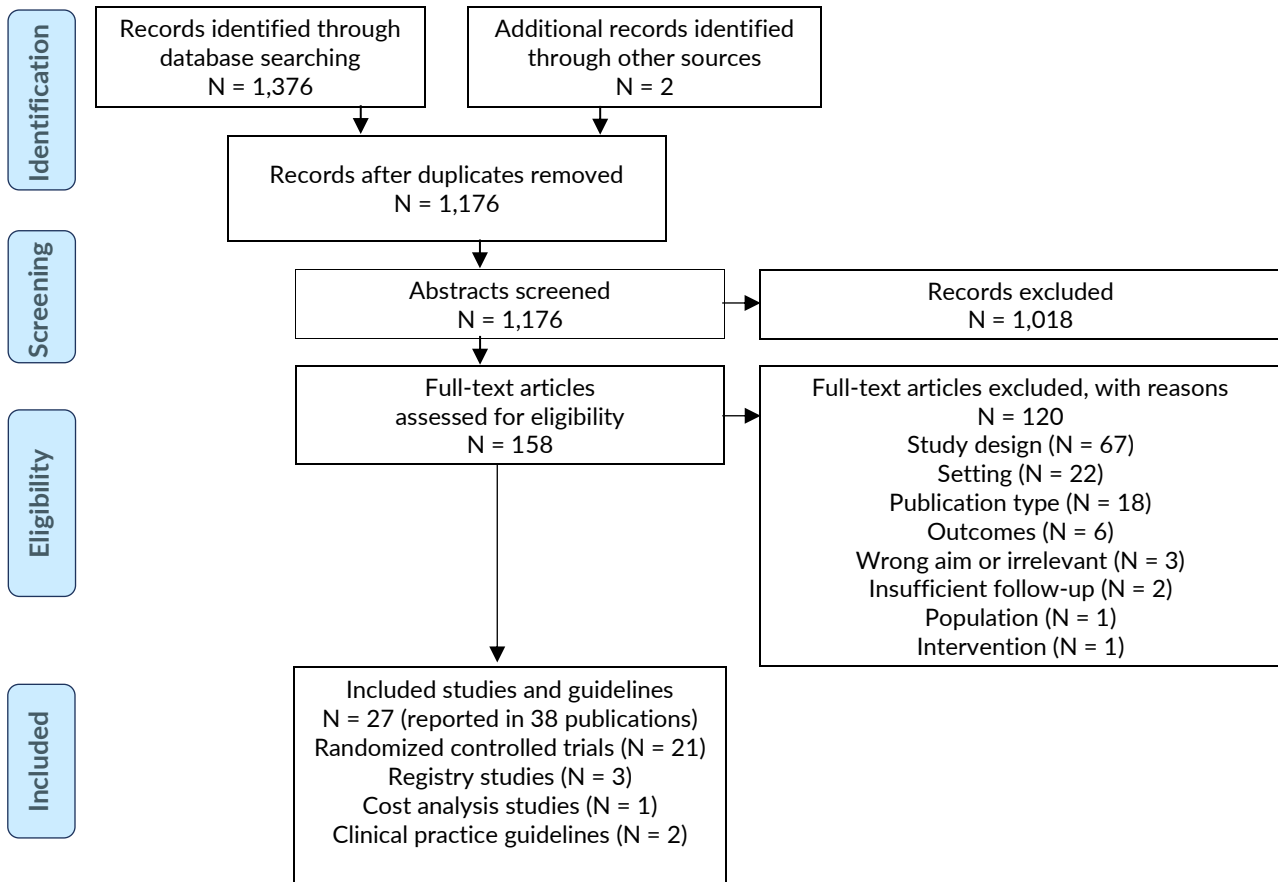 Identification
Records identified through
database searching
N = 1,376
Additional records identified
through other sources
N = 2
Records after duplicates removed
N = 1,176
Screening
Abstracts screened
N = 1,176
Records excluded
N = 1,018
Eligibility
Full-text articles
assessed for eligibility
N = 158
Full-text articles excluded, with reasons
N = 120
Study design (N = 67)
Setting (N = 22)
Publication type (N = 18)
Outcomes (N = 6)
Wrong aim or irrelevant (N = 3)
Insufficient follow-up (N = 2)
Population (N = 1)
Intervention (N = 1)
Included
Included studies and guidelines
N = 27 (reported in 38 publications)
Randomized controlled trials (N = 21)
Registry studies (N = 3)
Cost analysis studies (N = 1)
Clinical practice guidelines (N = 2)